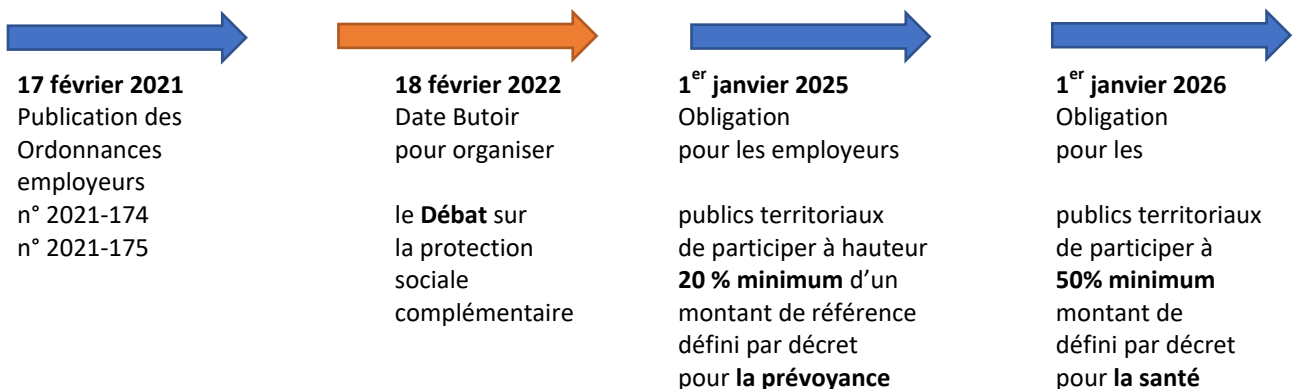 17 février 2021
Publication des
Ordonnances
employeurs
n° 2021-174
n° 2021-175
18 février 2022
Date Butoir
pour organiser
le Débat sur
la protection
sociale
complémentaire
1er janvier 2025
Obligation
pour les employeurs
publics territoriaux
de participer à hauteur
20 % minimum d’un
montant de référence
défini par décret
pour la prévoyance
1er janvier 2026
Obligation
pour les
publics territoriaux
de participer à
50% minimum
montant de
défini par décret
pour la santé